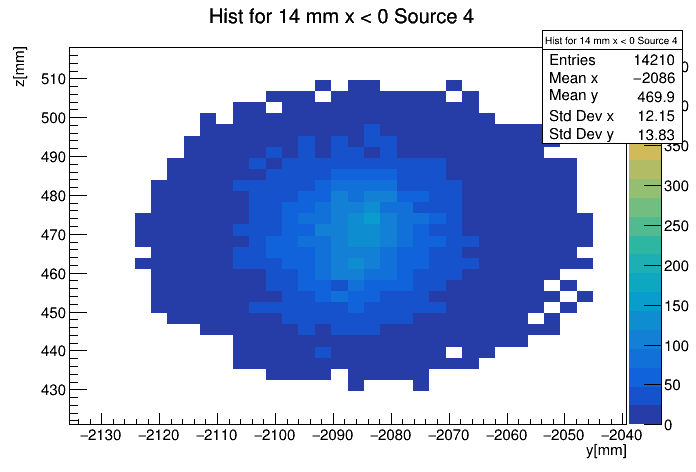 Hist for 14 mm x < 0 Source 4
Hist for 14 mm x < 0 Source 4
Entries 14210
Mean x −2086
Mean y 469.9
Std Dev x 12.15
Std Dev y 13.83
z[mm]
510
500
490
480
470
460
450
440
430
−2130 −2120 −2110 −2100 −2090 −2080 −2070 −2060 −2050 −2040
y[mm]
350
300
250
200
150
100
50
0